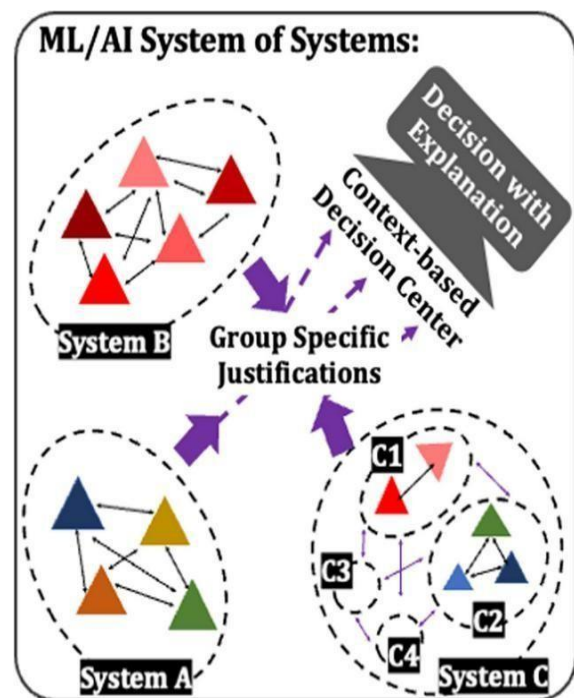 ML/AI System of Systems:
Decision with
Explanation
Context-based
Decision Center
System B
Group Specific
Justifications
C1
C3
C2
C4
System A
System C